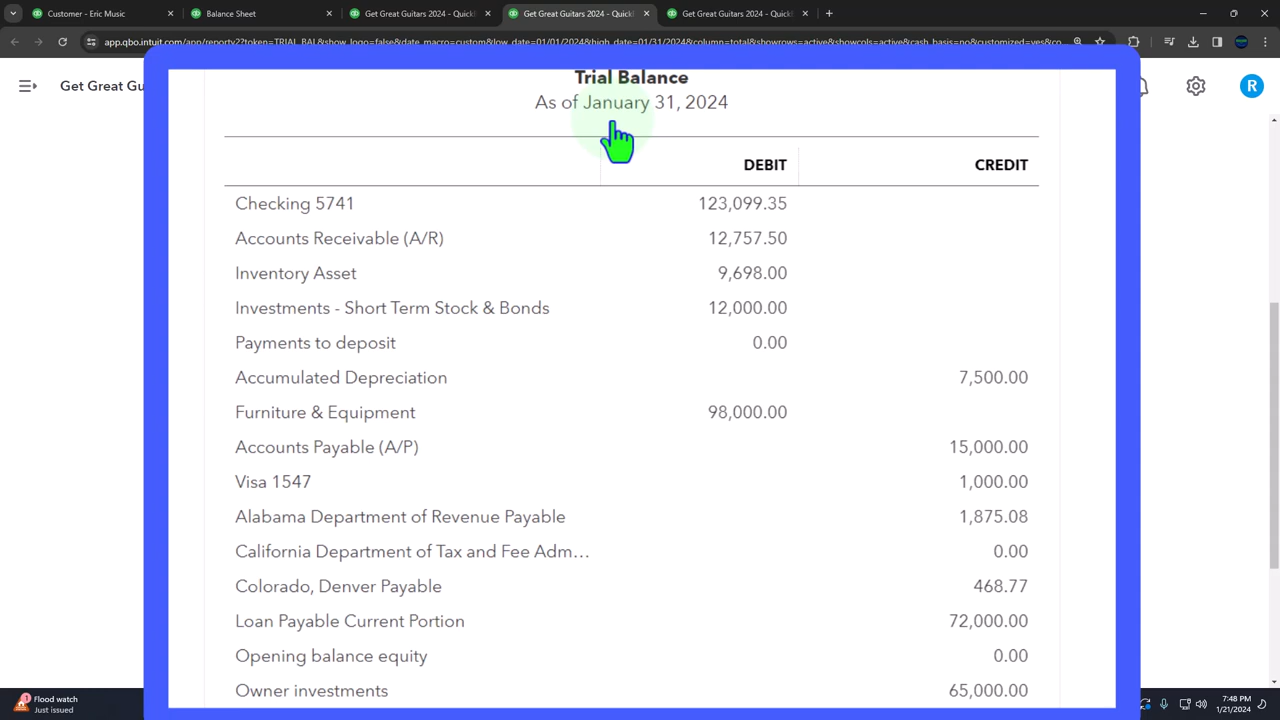 Customer - Eric Music
Balance Sheet
Get Great Guitars 2024 - Quick
Get Great Guitars 2024 - Quick
Get Great Guitars 2024 - Quick
Get Great Gu
R
Trial Balance
As of January 31, 2024
DEBIT CREDIT
Checking 5741 123,099.35
Accounts Receivable (A/R) 12,757.50
Inventory Asset 9,698.00
Investments - Short Term Stock & Bonds 12,000.00
Payments to deposit 0.00
Accumulated Depreciation 7,500.00
Furniture & Equipment 98,000.00
Accounts Payable (A/P) 15,000.00
Visa 1547 1,000.00
Alabama Department of Revenue Payable 1,875.08
California Department of Tax and Fee Adm... 0.00
Colorado, Denver Payable 468.77
Loan Payable Current Portion 72,000.00
Opening balance equity 0.00
Owner investments 65,000.00
Flood watch
Just issued
7:48 PM
1/21/2024